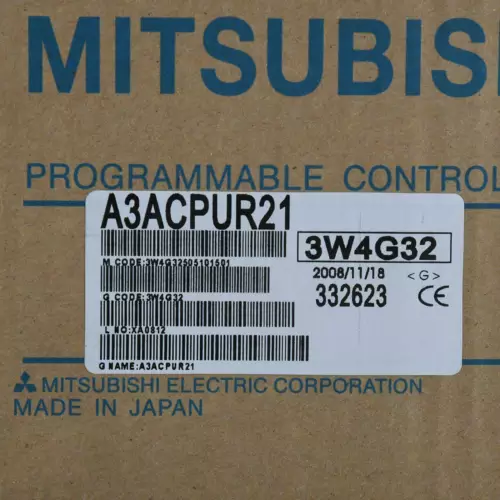 MITSUBIS
PROGRAMMABLE CONTROL
A3ACPUR21
M CODE:3W4G32505101501
G CODE:3W4G32
L NO:XA0812
G NAME:A3ACPUR21
3W4G32
2008/11/18 <G>
332623 CE
MITSUBISHI ELECTRIC CORPORATION
MADE IN JAPAN